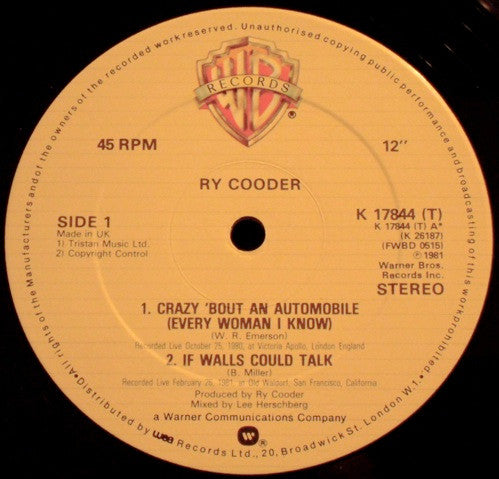 All Rights of the Manufacturers and of the owners of the recorded work reserved. Unauthorised copying public performance and broadcasting of this work prohibited.
WB
RECORDS
®
45 RPM
12"
RY COODER
SIDE 1
Made in UK
1) Tristan Music Ltd.
2) Copyright Control
K 17844 (T)
K 17844 (T) A*
(K 26187)
(FWBD 0515)
℗ 1981
Warner Bros.
Records Inc.
STEREO
1. CRAZY 'BOUT AN AUTOMOBILE
(EVERY WOMAN I KNOW)
(W. R. Emerson)
Recorded Live October 25, 1980, at Victoria Apollo, London England
2. IF WALLS COULD TALK
(B. Miller)
Recorded Live February 26, 1981, at Old Waldorf, San Francisco, California
Produced by Ry Cooder
Mixed by Lee Herschberg
a Warner Communications Company
Distributed by wea Records Ltd., 20, Broadwick St. London W1.